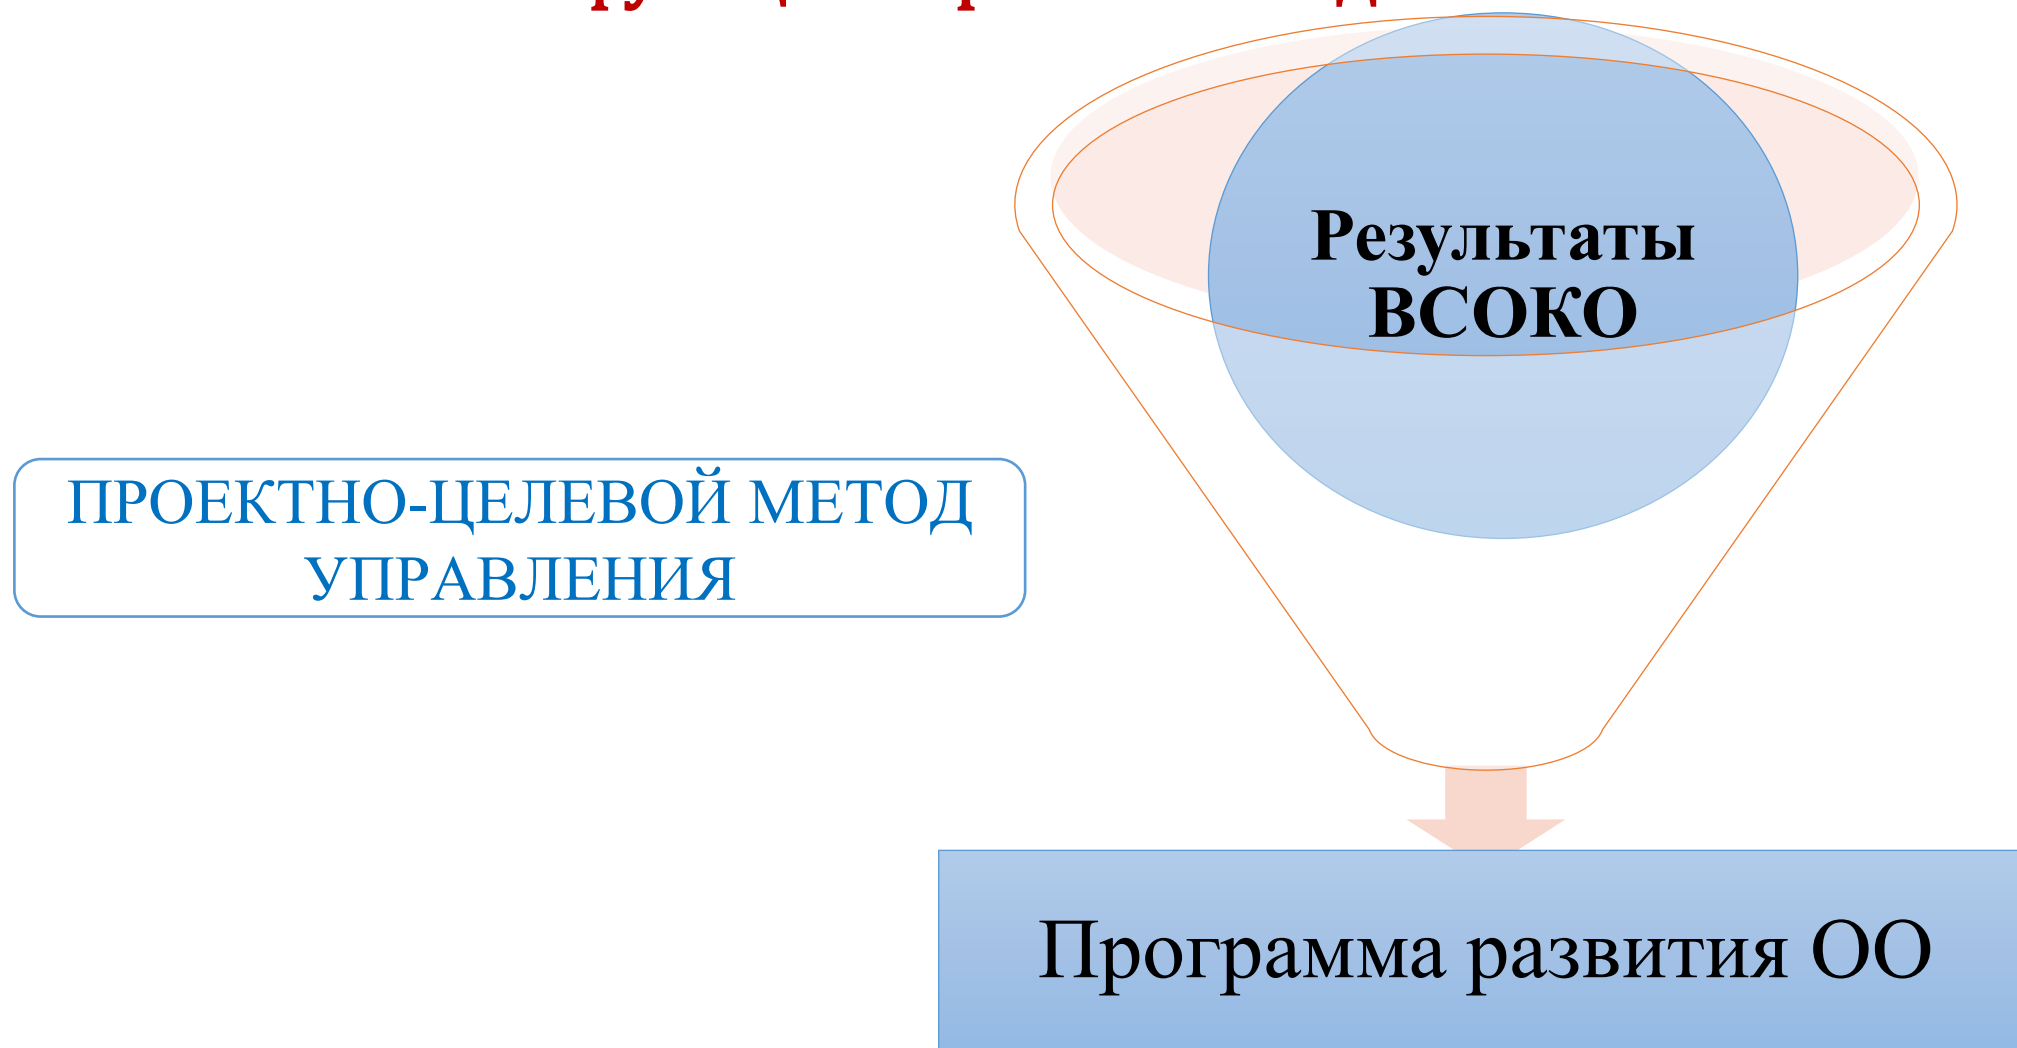 Результаты
ВСОКО
ПРОЕКТНО-ЦЕЛЕВОЙ МЕТОД
УПРАВЛЕНИЯ
Программа развития ОО